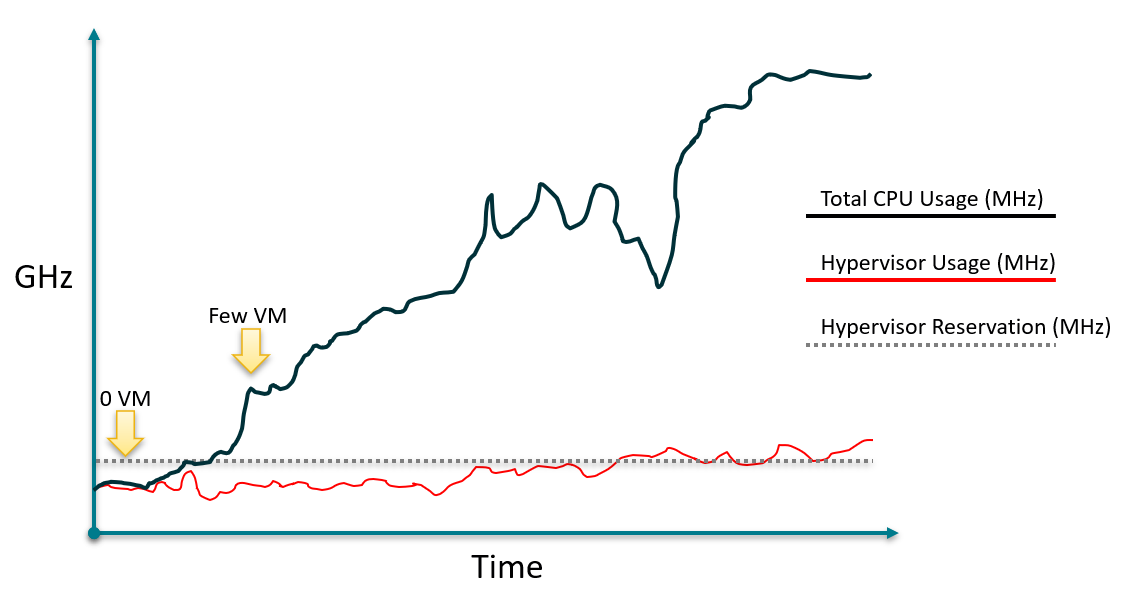 Total CPU Usage (MHz)
Hypervisor Usage (MHz)
GHz
Few VM
Hypervisor Reservation (MHz)
0 VM
Time